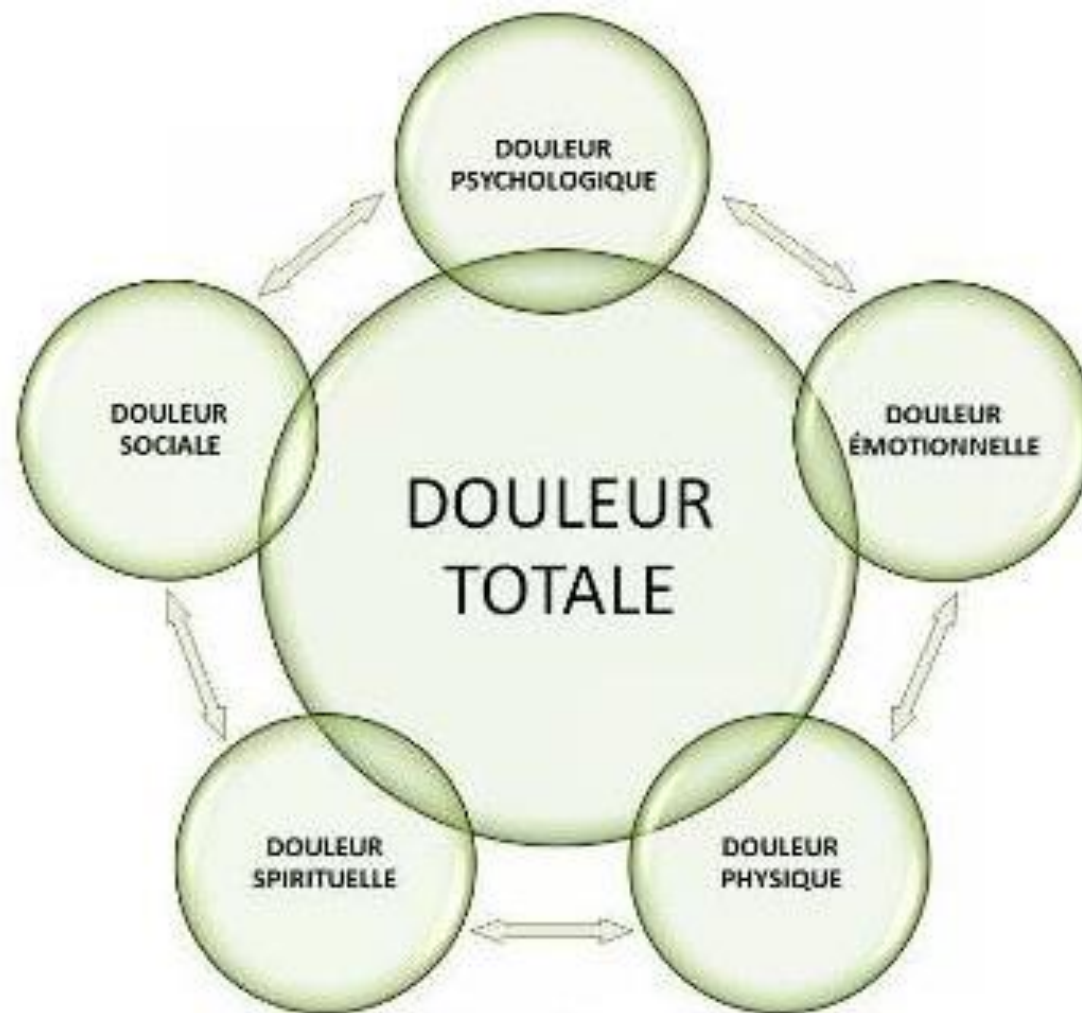 DOULEUR
PSYCHOLOGIQUE
DOULEUR
SOCIALE
DOULEUR
ÉMOTIONNELLE
DOULEUR
TOTALE
DOULEUR
SPIRITUELLE
DOULEUR
PHYSIQUE